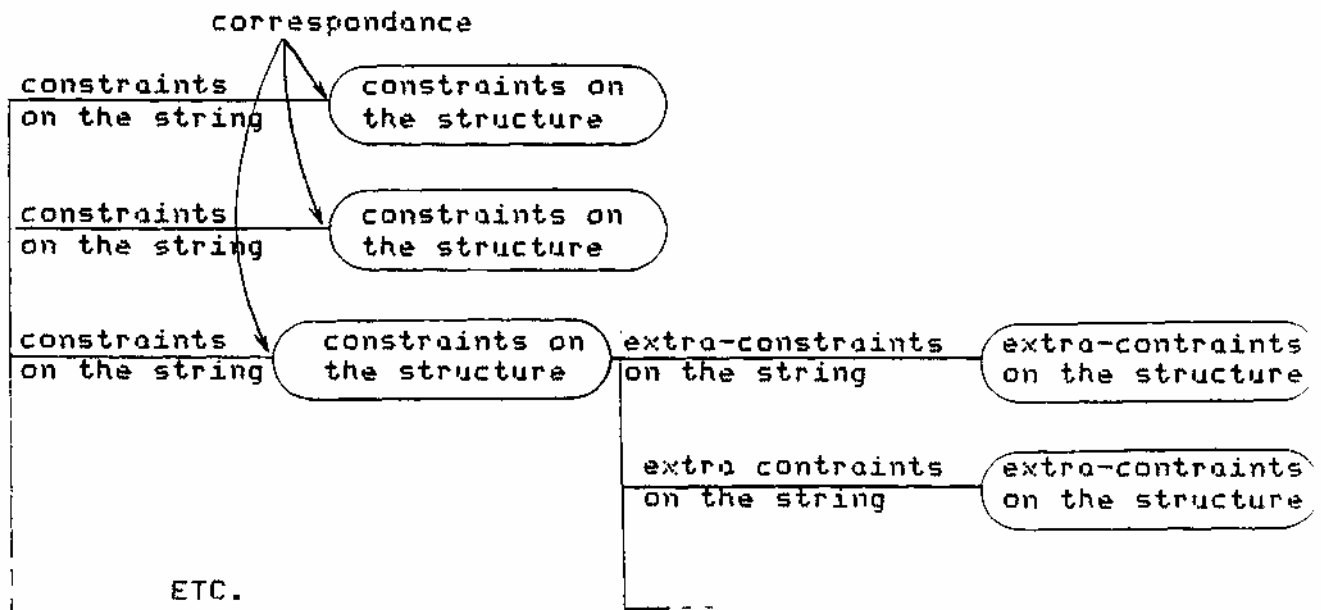 correspondance
constraints
on the string
constraints on
the structure
constraints
on the string
constraints on
the structure
constraints
on the string
constraints on
the structure
extra-constraints
on the string
extra-contraints
on the structure
extra contraints
on the string
extra-contraints
on the structure
ETC.